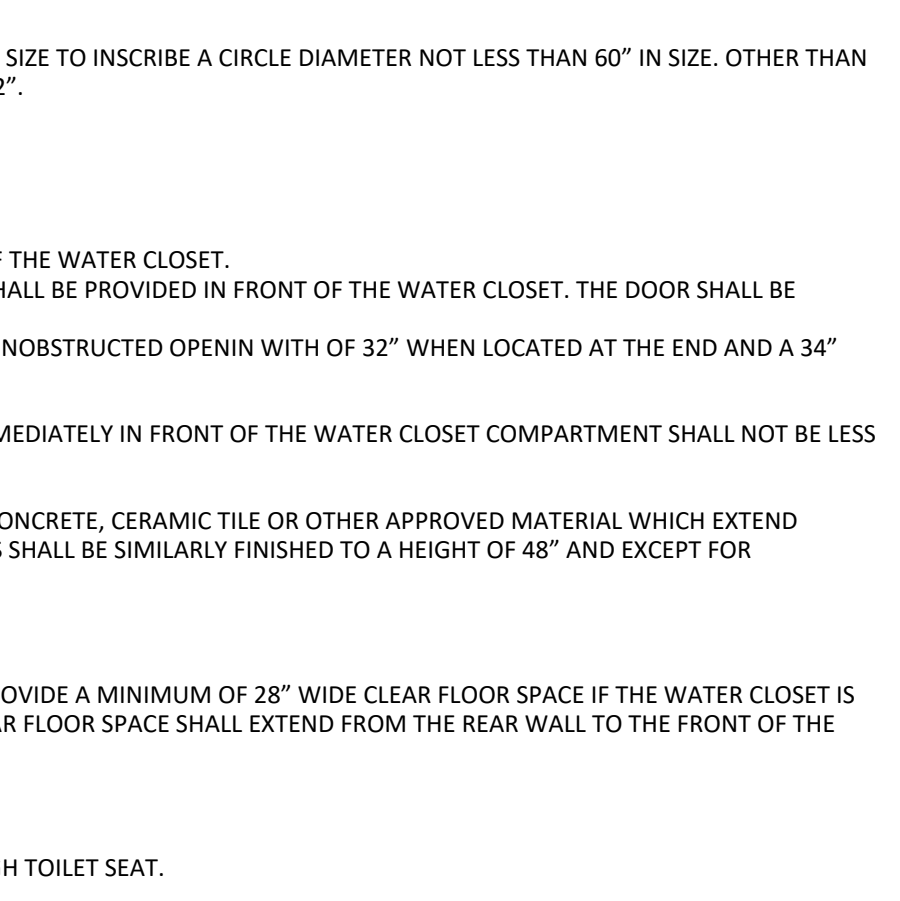 SIZE TO INSCRIBE A CIRCLE DIAMETER NOT LESS THAN 60” IN SIZE. OTHER THAN
2”.
F THE WATER CLOSET.
HALL BE PROVIDED IN FRONT OF THE WATER CLOSET. THE DOOR SHALL BE
NOBSTRUCTED OPENIN WITH OF 32” WHEN LOCATED AT THE END AND A 34”
MEDIATELY IN FRONT OF THE WATER CLOSET COMPARTMENT SHALL NOT BE LESS
ONCRETE, CERAMIC TILE OR OTHER APPROVED MATERIAL WHICH EXTEND
S SHALL BE SIMILARLY FINISHED TO A HEIGHT OF 48” AND EXCEPT FOR
OVIDE A MINIMUM OF 28” WIDE CLEAR FLOOR SPACE IF THE WATER CLOSET IS
AR FLOOR SPACE SHALL EXTEND FROM THE REAR WALL TO THE FRONT OF THE
H TOILET SEAT.